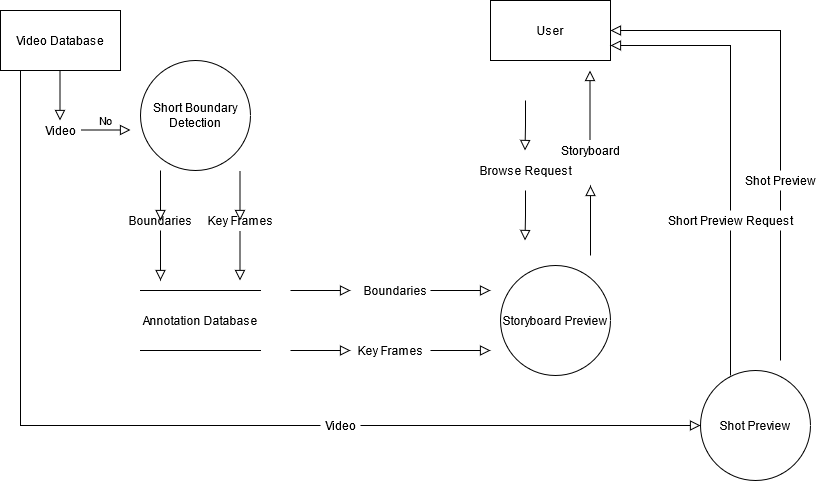 User
Video Database
Short Boundary
Detection
No
Video
Storyboard
Browse Request
Shot Preview
Boundaries
Key Frames
Short Preview Request
Boundaries
Annotation Database
Storyboard Preview
Key Frames
Video
Shot Preview